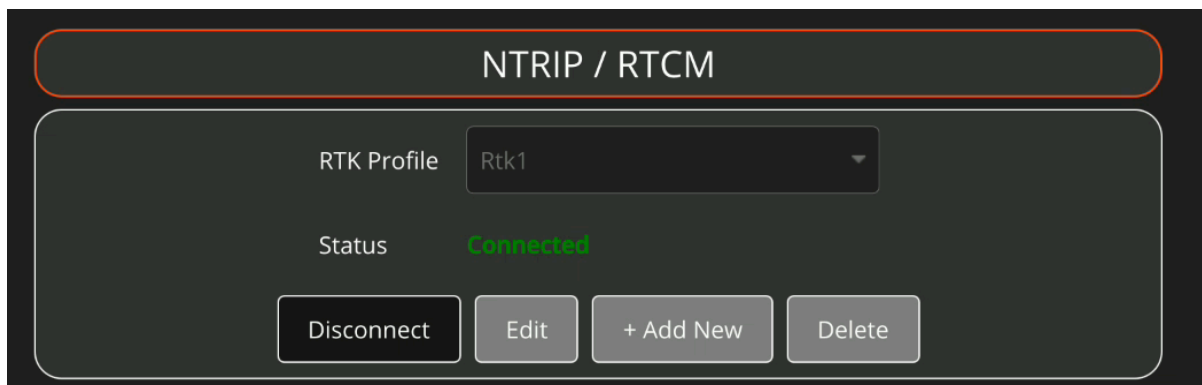 NTRIP / RTCM
RTK Profile Rtk1
Status Connected
Disconnect Edit + Add New Delete